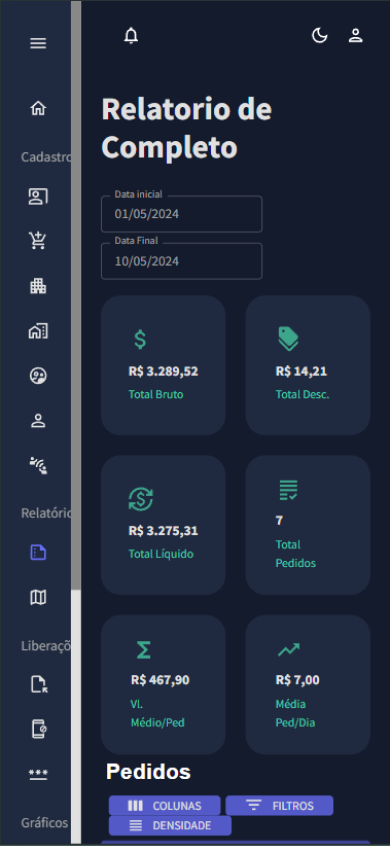 Relatorio de
Completo
Data inicial
01/05/2024
Data Final
10/05/2024
Cadastro
R$ 3.289,52
Total Bruto
R$ 14,21
Total Desc.
R$ 3.275,31
Total Líquido
7
Total
Pedidos
Relatório
R$ 467,90
Vl.
Médio/Ped
R$ 7,00
Média
Ped/Dia
Liberaçõ
Pedidos
COLUNAS
FILTROS
DENSIDADE
Gráficos